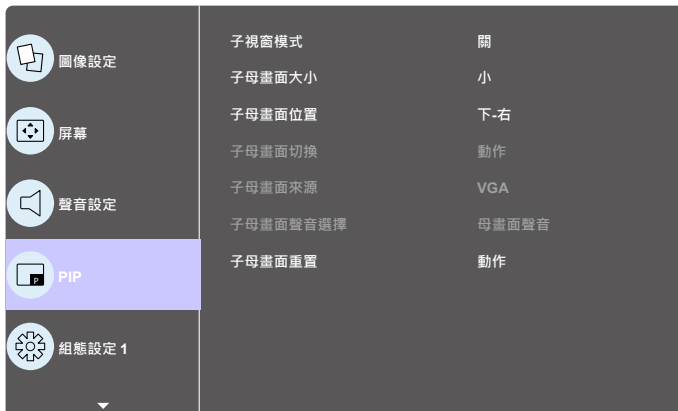 圖像設定
屏幕
聲音設定
P
PIP
組態設定 1
子視窗模式 關
子母畫面大小 小
子母畫面位置 下-右
子母畫面切換 動作
子母畫面來源 VGA
子母畫面聲音選擇 母畫面聲音
子母畫面重置 動作